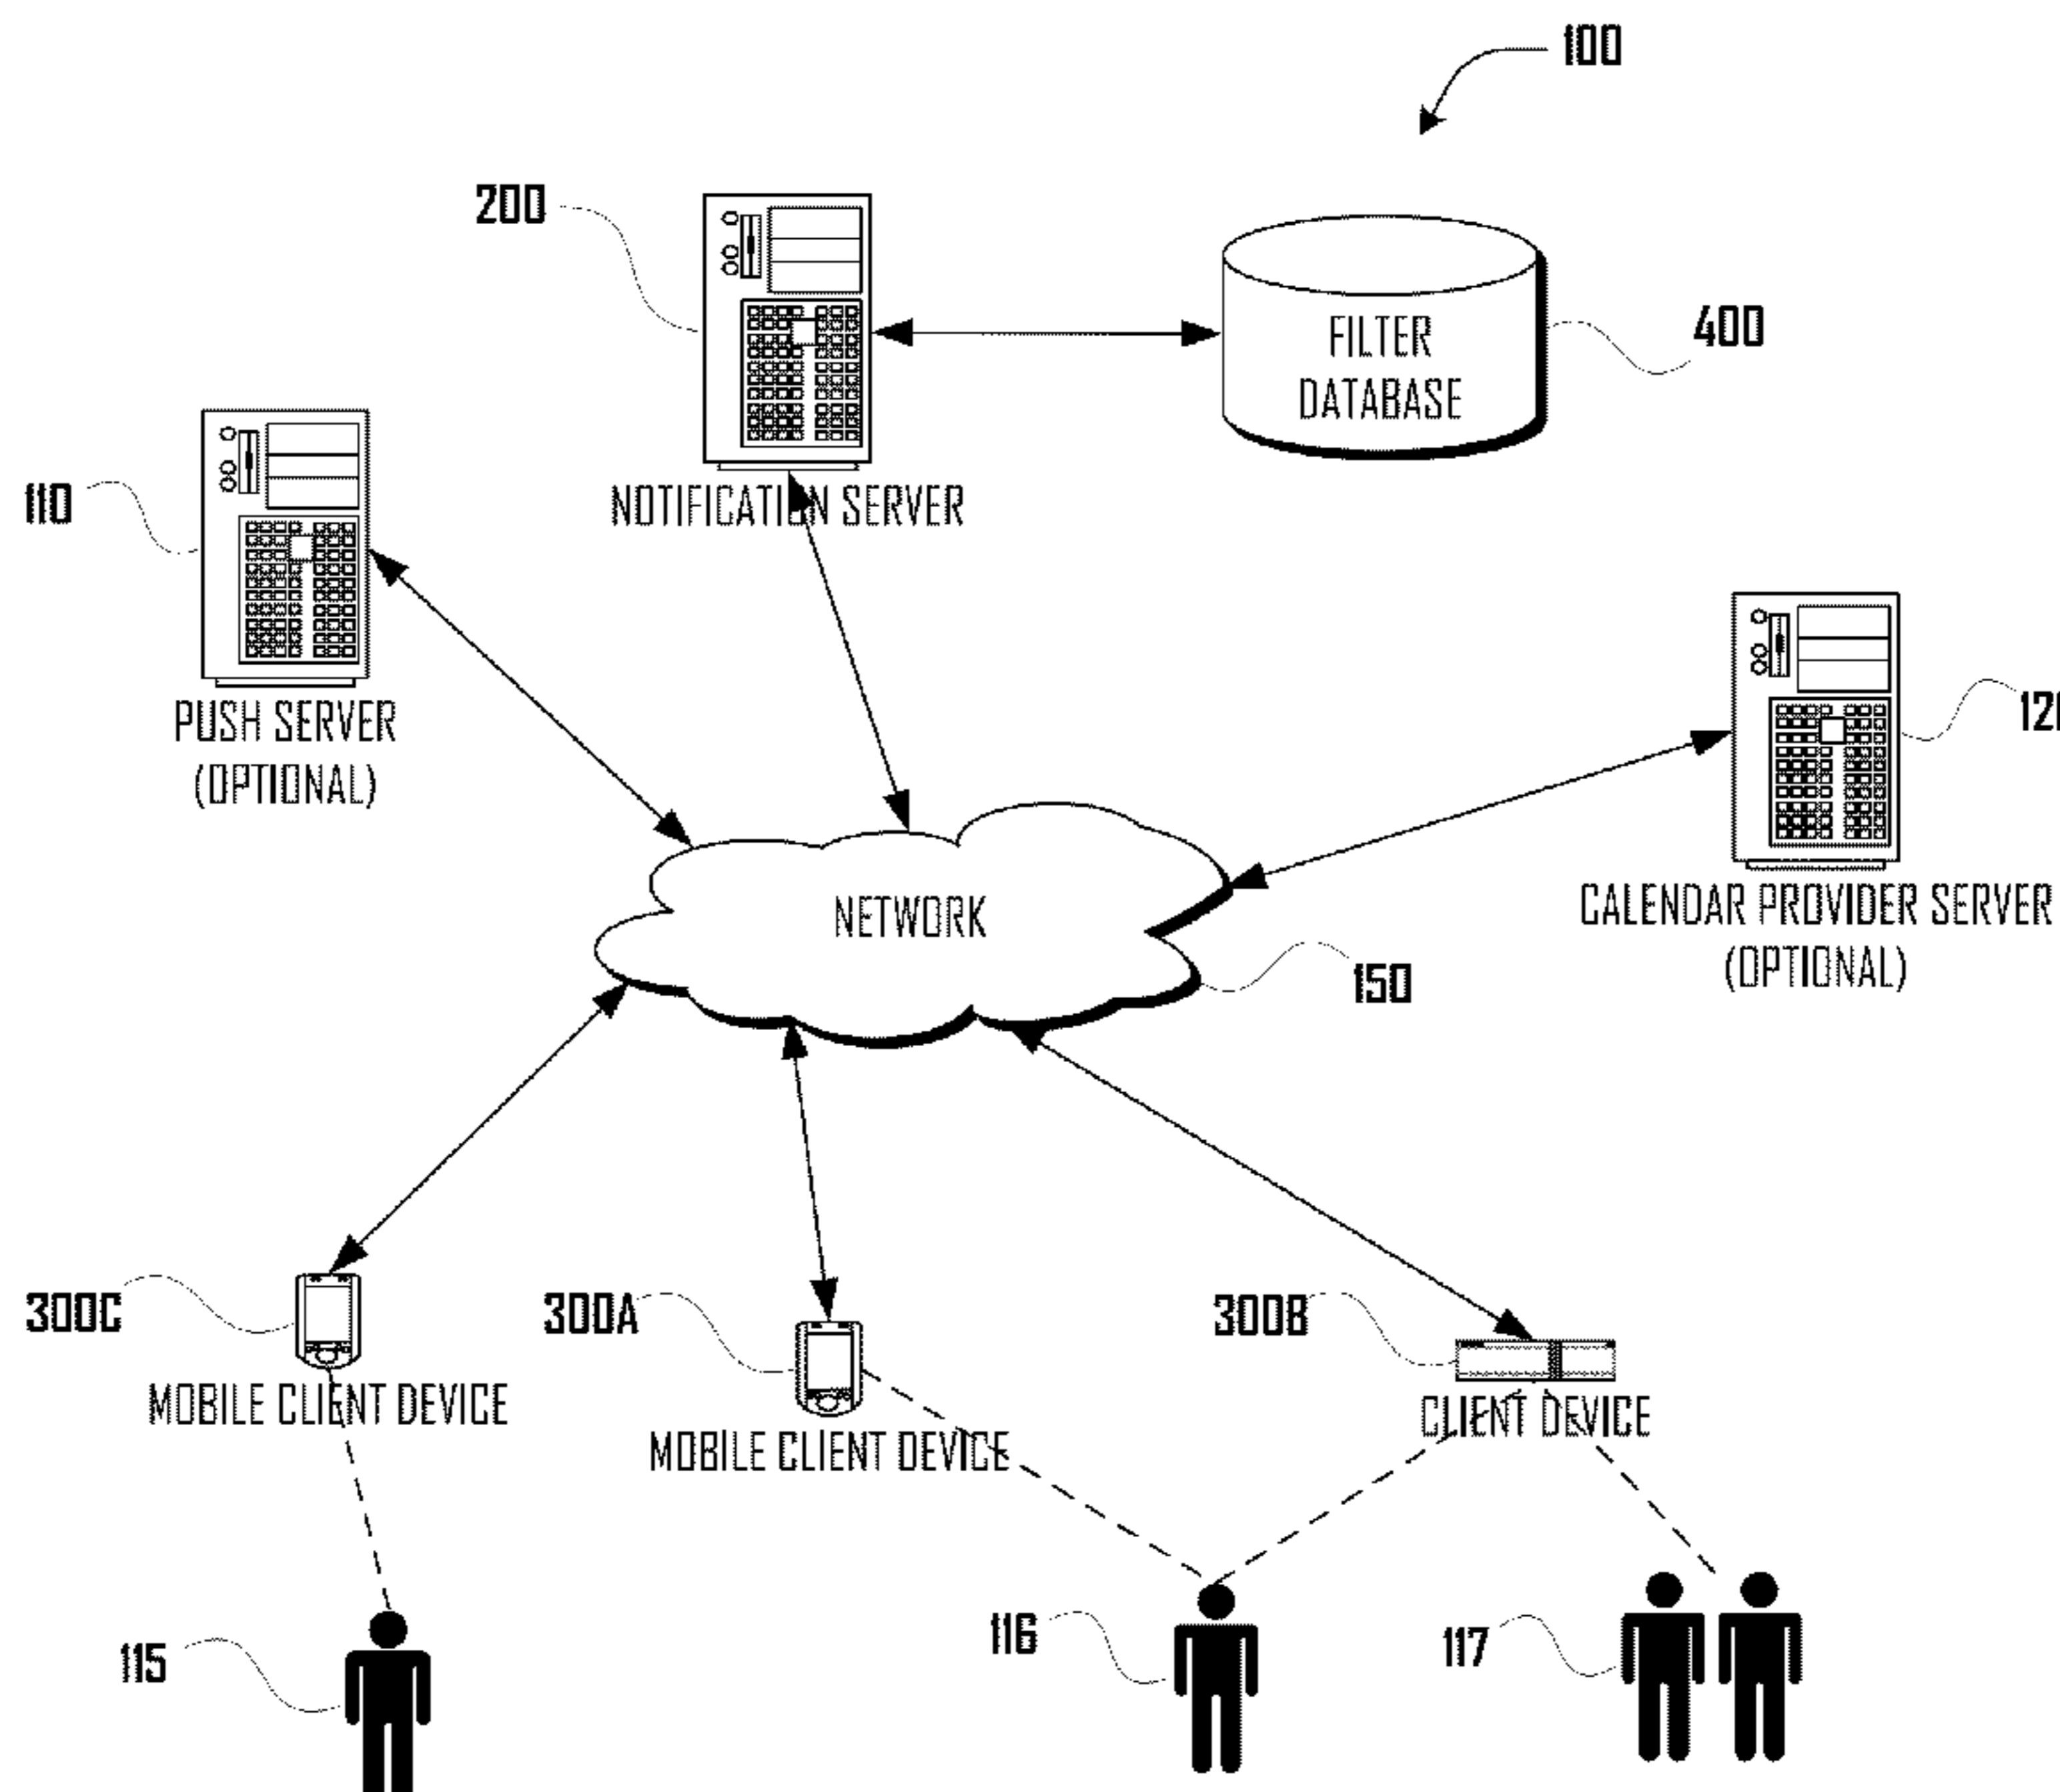 100
200
FILTER
DATABASE
400
110
NOTIFICATION SERVER
PUSH SERVER
(OPTIONAL)
NETWORK
CALENDAR PROVIDER SERVER
(OPTIONAL)
150
300C
300A
300B
MOBILE CLIENT DEVICE
MOBILE CLIENT DEVICE
CLIENT DEVICE
115
116
117